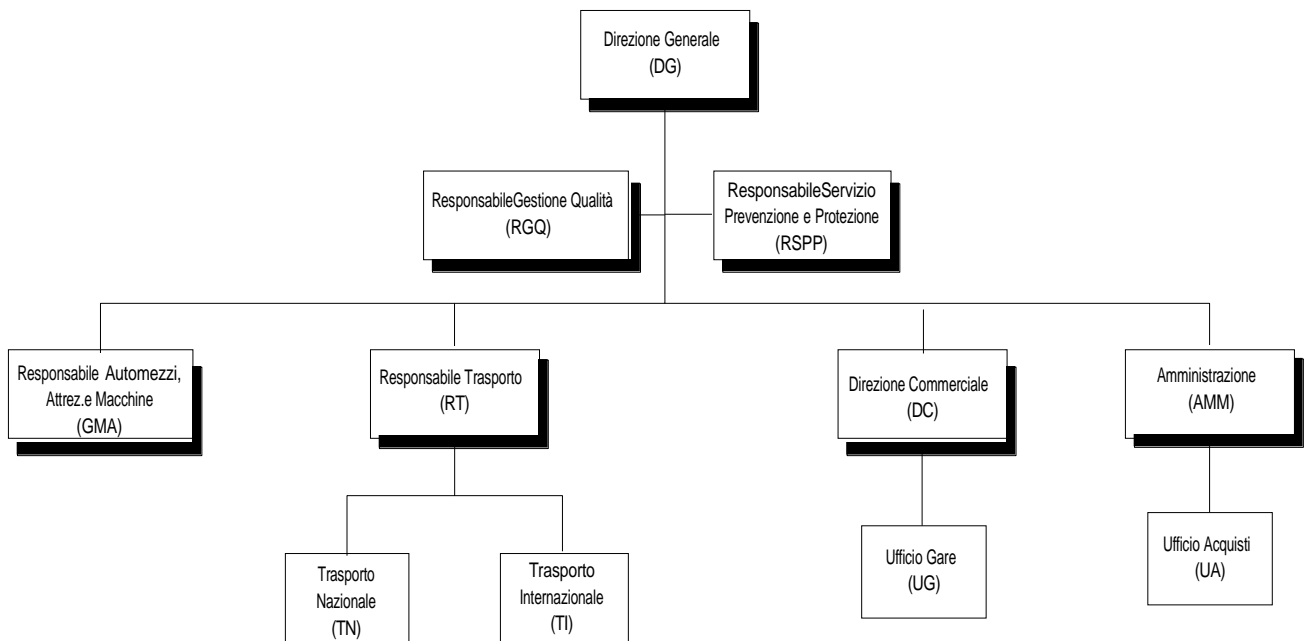 Direzione Generale
(DG)
ResponsabileGestione Qualità
(RGQ)
ResponsabileServizio
Prevenzione e Protezione
(RSPP)
Responsabile Automezzi,
Attrez.e Macchine
(GMA)
Responsabile Trasporto
(RT)
Direzione Commerciale
(DC)
Amministrazione
(AMM)
Trasporto
Nazionale
(TN)
Trasporto
Internazionale
(TI)
Ufficio Gare
(UG)
Ufficio Acquisti
(UA)